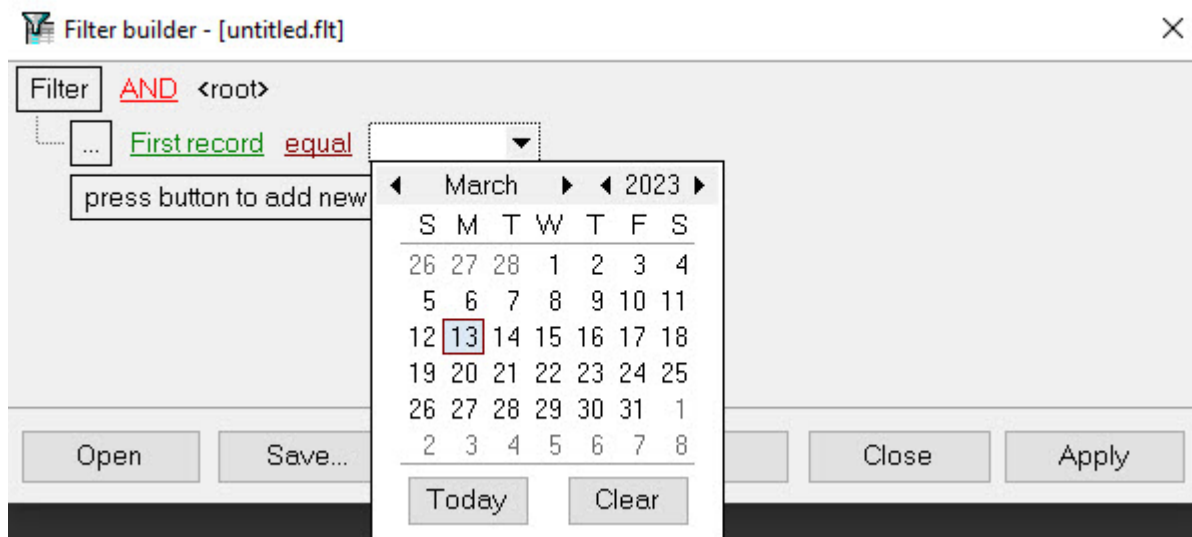 Filter builder - [untitled.flt]
Filter AND <root>
... First record equal
press button to add new
March 2023
S M T W T F S
26 27 28 1 2 3 4
5 6 7 8 9 10 11
12 13 14 15 16 17 18
19 20 21 22 23 24 25
26 27 28 29 30 31 1
2 3 4 5 6 7 8
Open Save... Close Apply
Today Clear